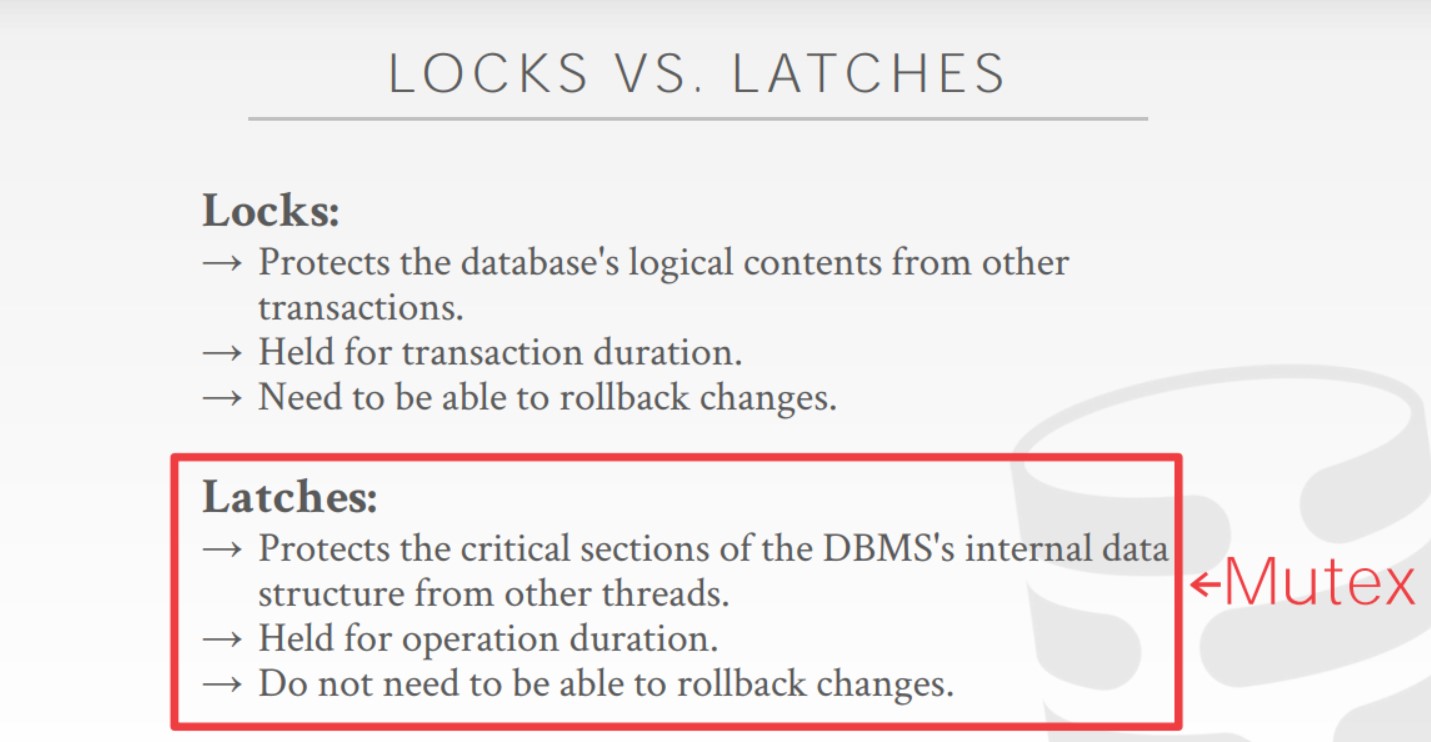 LOCKS VS. LATCHES
Locks:
→ Protects the database's logical contents from other
transactions.
→ Held for transaction duration.
→ Need to be able to rollback changes.
Latches:
→ Protects the critical sections of the DBMS's internal data
structure from other threads.
→ Held for operation duration.
→ Do not need to be able to rollback changes.
←Mutex